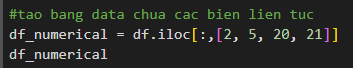 #tao bang data chua cac bien lien tuc
df_numerical = df.iloc[:,[2, 5, 20, 21]]
df_numerical